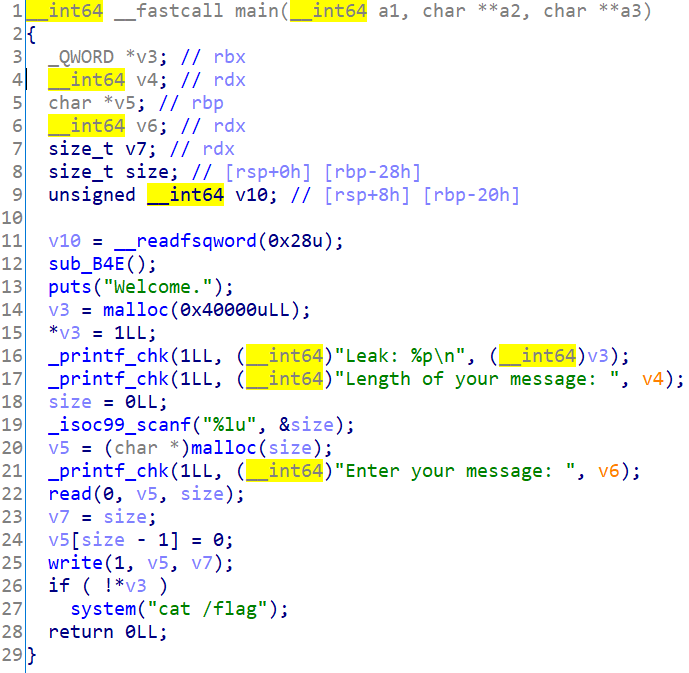 1 __int64 __fastcall main(__int64 a1, char **a2, char **a3)
2 {
3 _QWORD *v3; // rbx
4 __int64 v4; // rdx
5 char *v5; // rbp
6 __int64 v6; // rdx
7 size_t v7; // rdx
8 size_t size; // [rsp+0h] [rbp-28h]
9 unsigned __int64 v10; // [rsp+8h] [rbp-20h]
10
11 v10 = __readfsqword(0x28u);
12 sub_B4E();
13 puts("Welcome.");
14 v3 = malloc(0x40000uLL);
15 *v3 = 1LL;
16 _printf_chk(1LL, (__int64)"Leak: %p\n", (__int64)v3);
17 _printf_chk(1LL, (__int64)"Length of your message: ", v4);
18 size = 0LL;
19 _isoc99_scanf("%lu", &size);
20 v5 = (char *)malloc(size);
21 _printf_chk(1LL, (__int64)"Enter your message: ", v6);
22 read(0, v5, size);
23 v7 = size;
24 v5[size - 1] = 0;
25 write(1, v5, v7);
26 if ( !*v3 )
27 system("cat /flag");
28 return 0LL;
29 }